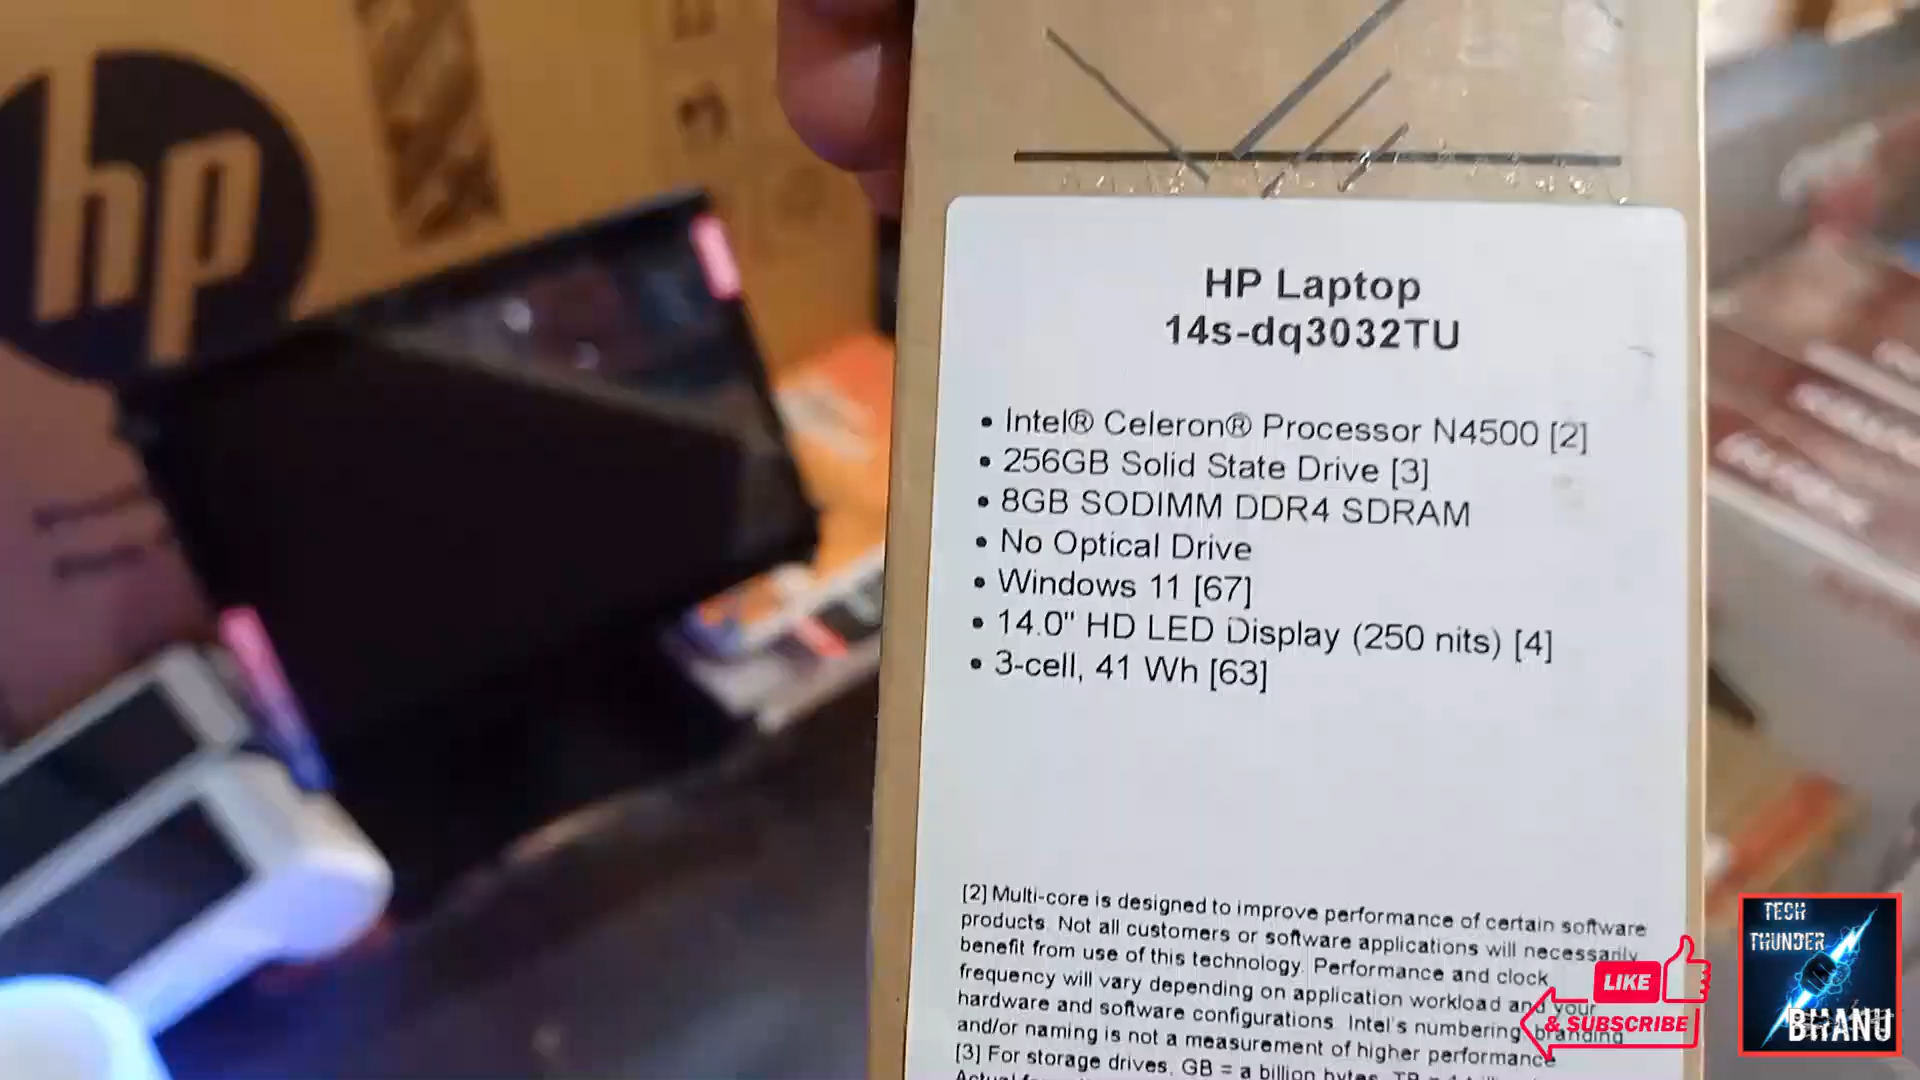 hp
HP Laptop
14s-dq3032TU
• Intel® Celeron® Processor N4500 [2]
• 256GB Solid State Drive [3]
• 8GB SODIMM DDR4 SDRAM
• No Optical Drive
• Windows 11 [67]
• 14.0" HD LED Display (250 nits) [4]
• 3-cell, 41 Wh [63]
[2] Multi-core is designed to improve performance of certain software
products. Not all customers or software applications will necessarily
benefit from use of this technology. Performance and clock
frequency will vary depending on application workload and your
hardware and software configurations. Intel's numbering, branding
and/or naming is not a measurement of higher performance
[3] For storage drives, GB = a billion bytes. TB = 1
LIKE
& SUBSCRIBE
TECH
THUNDER
BHANU